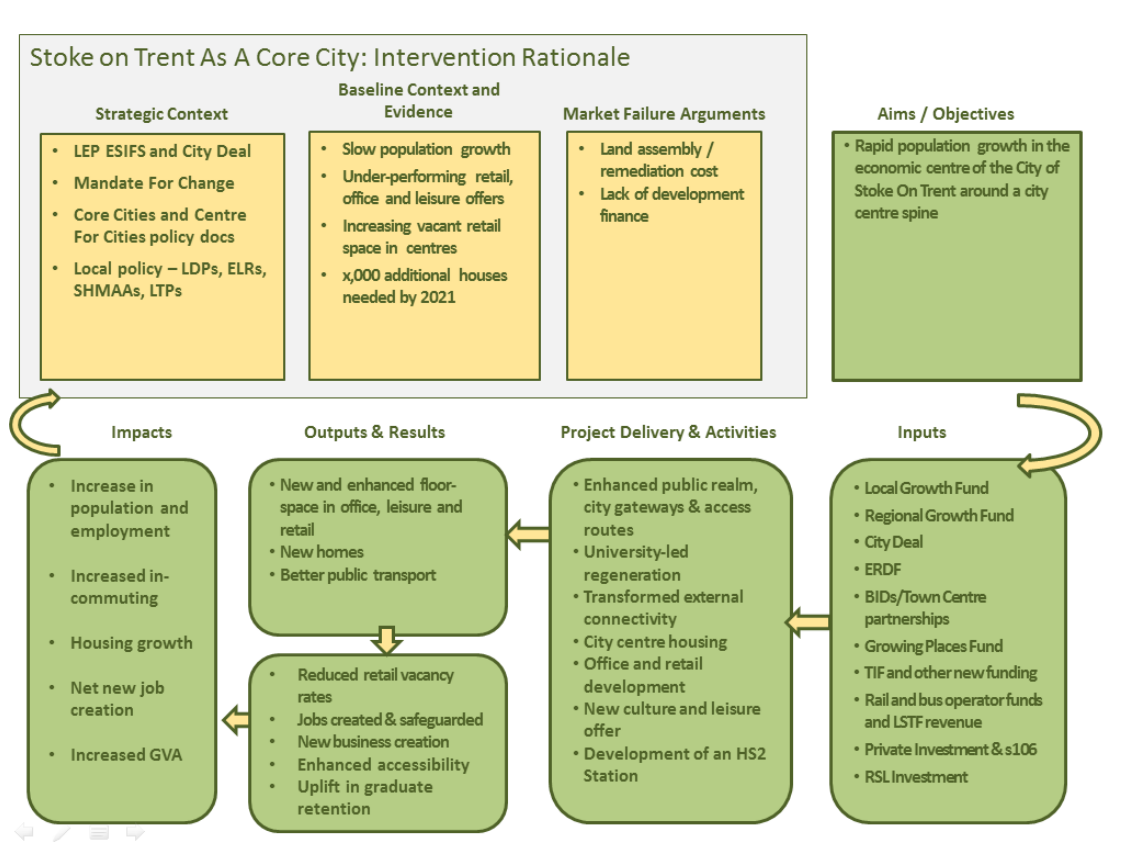 Stoke on Trent As A Core City: Intervention Rationale
Strategic Context
• LEP ESIFS and City Deal
• Mandate For Change
• Core Cities and Centre
For Cities policy docs
• Local policy – LDPs, ELRs,
SHMAAs, LTPs
Baseline Context and
Evidence
• Slow population growth
• Under-performing retail,
office and leisure offers
• Increasing vacant retail
space in centres
• x,000 additional houses
needed by 2021
Market Failure Arguments
• Land assembly /
remediation cost
• Lack of development
finance
Aims / Objectives
• Rapid population growth in the
economic centre of the City of
Stoke On Trent around a city
centre spine
Inputs
• Local Growth Fund
• Regional Growth Fund
• City Deal
• ERDF
• BIDs/Town Centre
partnerships
• Growing Places Fund
• TIF and other new funding
• Rail and bus operator funds
and LSTF revenue
• Private Investment & s106
• RSL Investment
Project Delivery & Activities
• Enhanced public realm,
city gateways & access
routes
• University-led
regeneration
• Transformed external
connectivity
• City centre housing
• Office and retail
development
• New culture and leisure
offer
• Development of an HS2
Station
Outputs & Results
• New and enhanced floor-
space in office, leisure and
retail
• New homes
• Better public transport
• Reduced retail vacancy
rates
• Jobs created & safeguarded
• New business creation
• Enhanced accessibility
• Uplift in graduate
retention
Impacts
• Increase in
population and
employment
• Increased in-
commuting
• Housing growth
• Net new job
creation
• Increased GVA